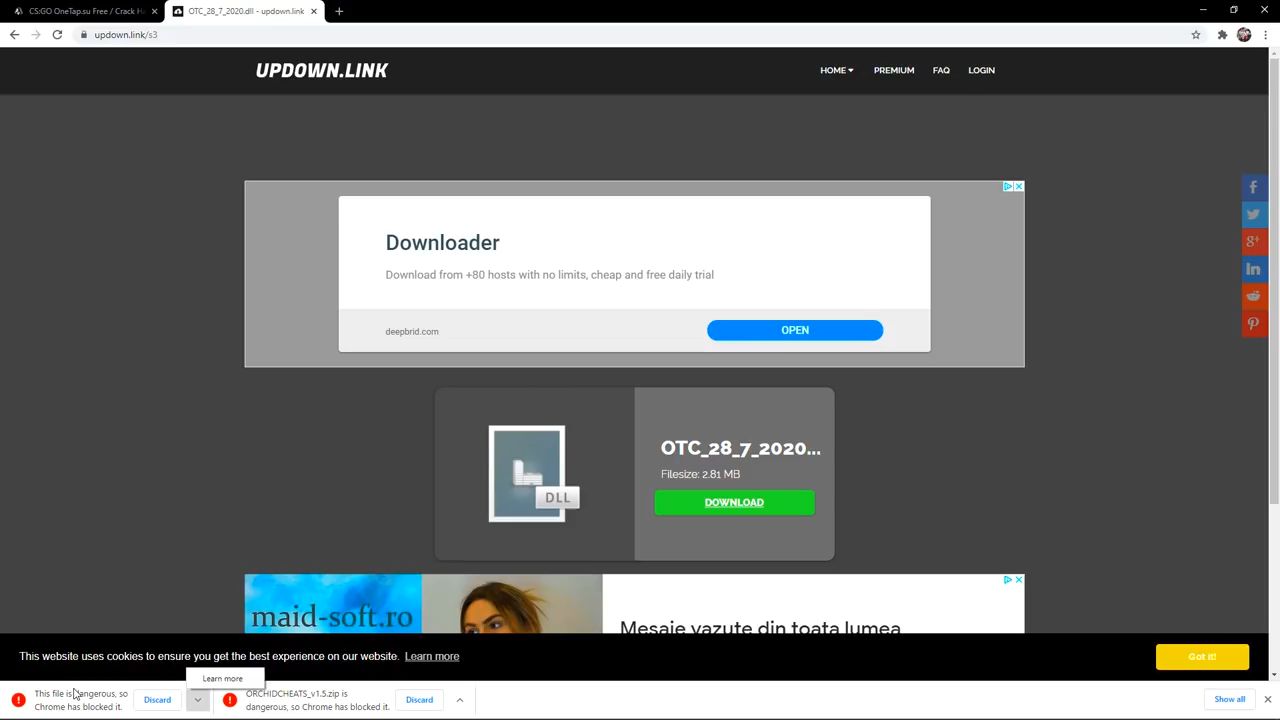 CS:GO OneTap.su Free / Crack Ha
OTC_28_7_2020.dll - updown.link
updown.link/s3
UPDOWN.LINK
HOME
PREMIUM
FAQ
LOGIN
Downloader
Download from +80 hosts with no limits, cheap and free daily trial
deepbrid.com
OPEN
DLL
OTC_28_7_2020...
Filesize: 2.81 MB
DOWNLOAD
maid-soft.ro
Mesaje vazute din toata lumea
This website uses cookies to ensure you get the best experience on our website. Learn more
Got it!
Learn more
This file is dangerous, so
Chrome has blocked it.
Discard
ORCHIDCHEATS_v1.5.zip is
dangerous, so Chrome has blocked it.
Discard
Show all